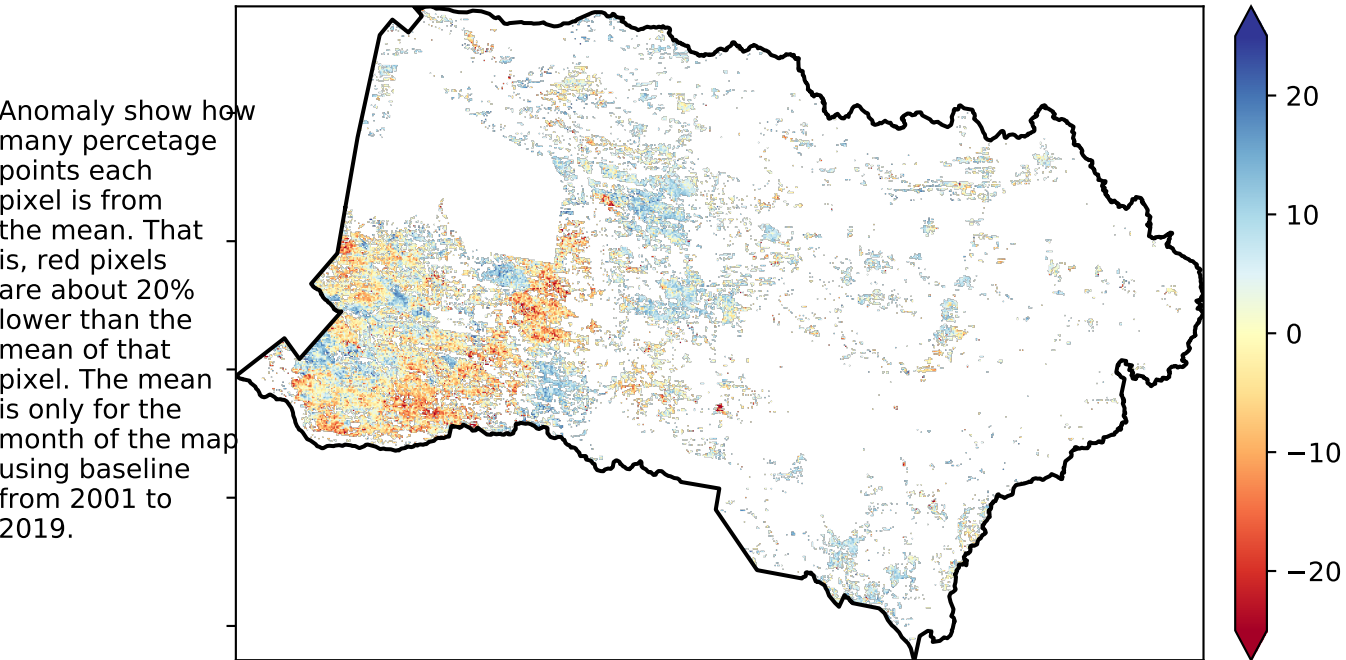 Anomaly show how
many percetage
points each
pixel is from
the mean. That
is, red pixels
are about 20%
lower than the
mean of that
pixel. The mean
is only for the
month of the map
using baseline
from 2001 to
2019.
20
10
0
−10
−20